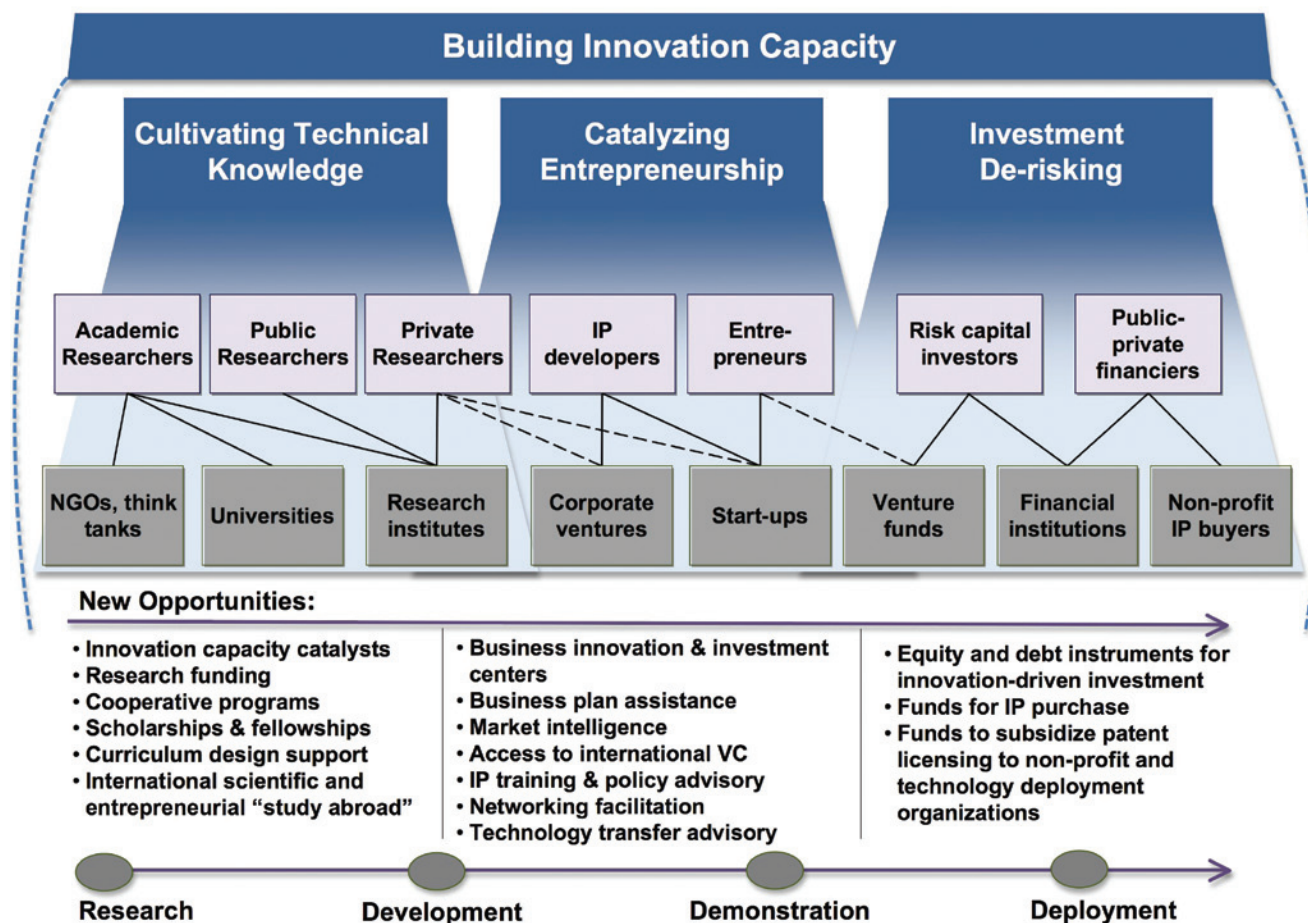 Building Innovation Capacity
Cultivating Technical
Knowledge
Catalyzing
Entrepreneurship
Investment
De-risking
Academic
Researchers
Public
Researchers
Private
Researchers
IP
developers
Entre-
preneurs
Risk capital
investors
Public-
private
financiers
NGOs, think
tanks
Universities
Research
institutes
Corporate
ventures
Start-ups
Venture
funds
Financial
institutions
Non-profit
IP buyers
New Opportunities:
• Innovation capacity catalysts
• Research funding
• Cooperative programs
• Scholarships & fellowships
• Curriculum design support
• International scientific and
entrepreneurial “study abroad”
• Business innovation & investment
centers
• Business plan assistance
• Market intelligence
• Access to international VC
• IP training & policy advisory
• Networking facilitation
• Technology transfer advisory
• Equity and debt instruments for
innovation-driven investment
• Funds for IP purchase
• Funds to subsidize patent
licensing to non-profit and
technology deployment
organizations
Research
Development
Demonstration
Deployment